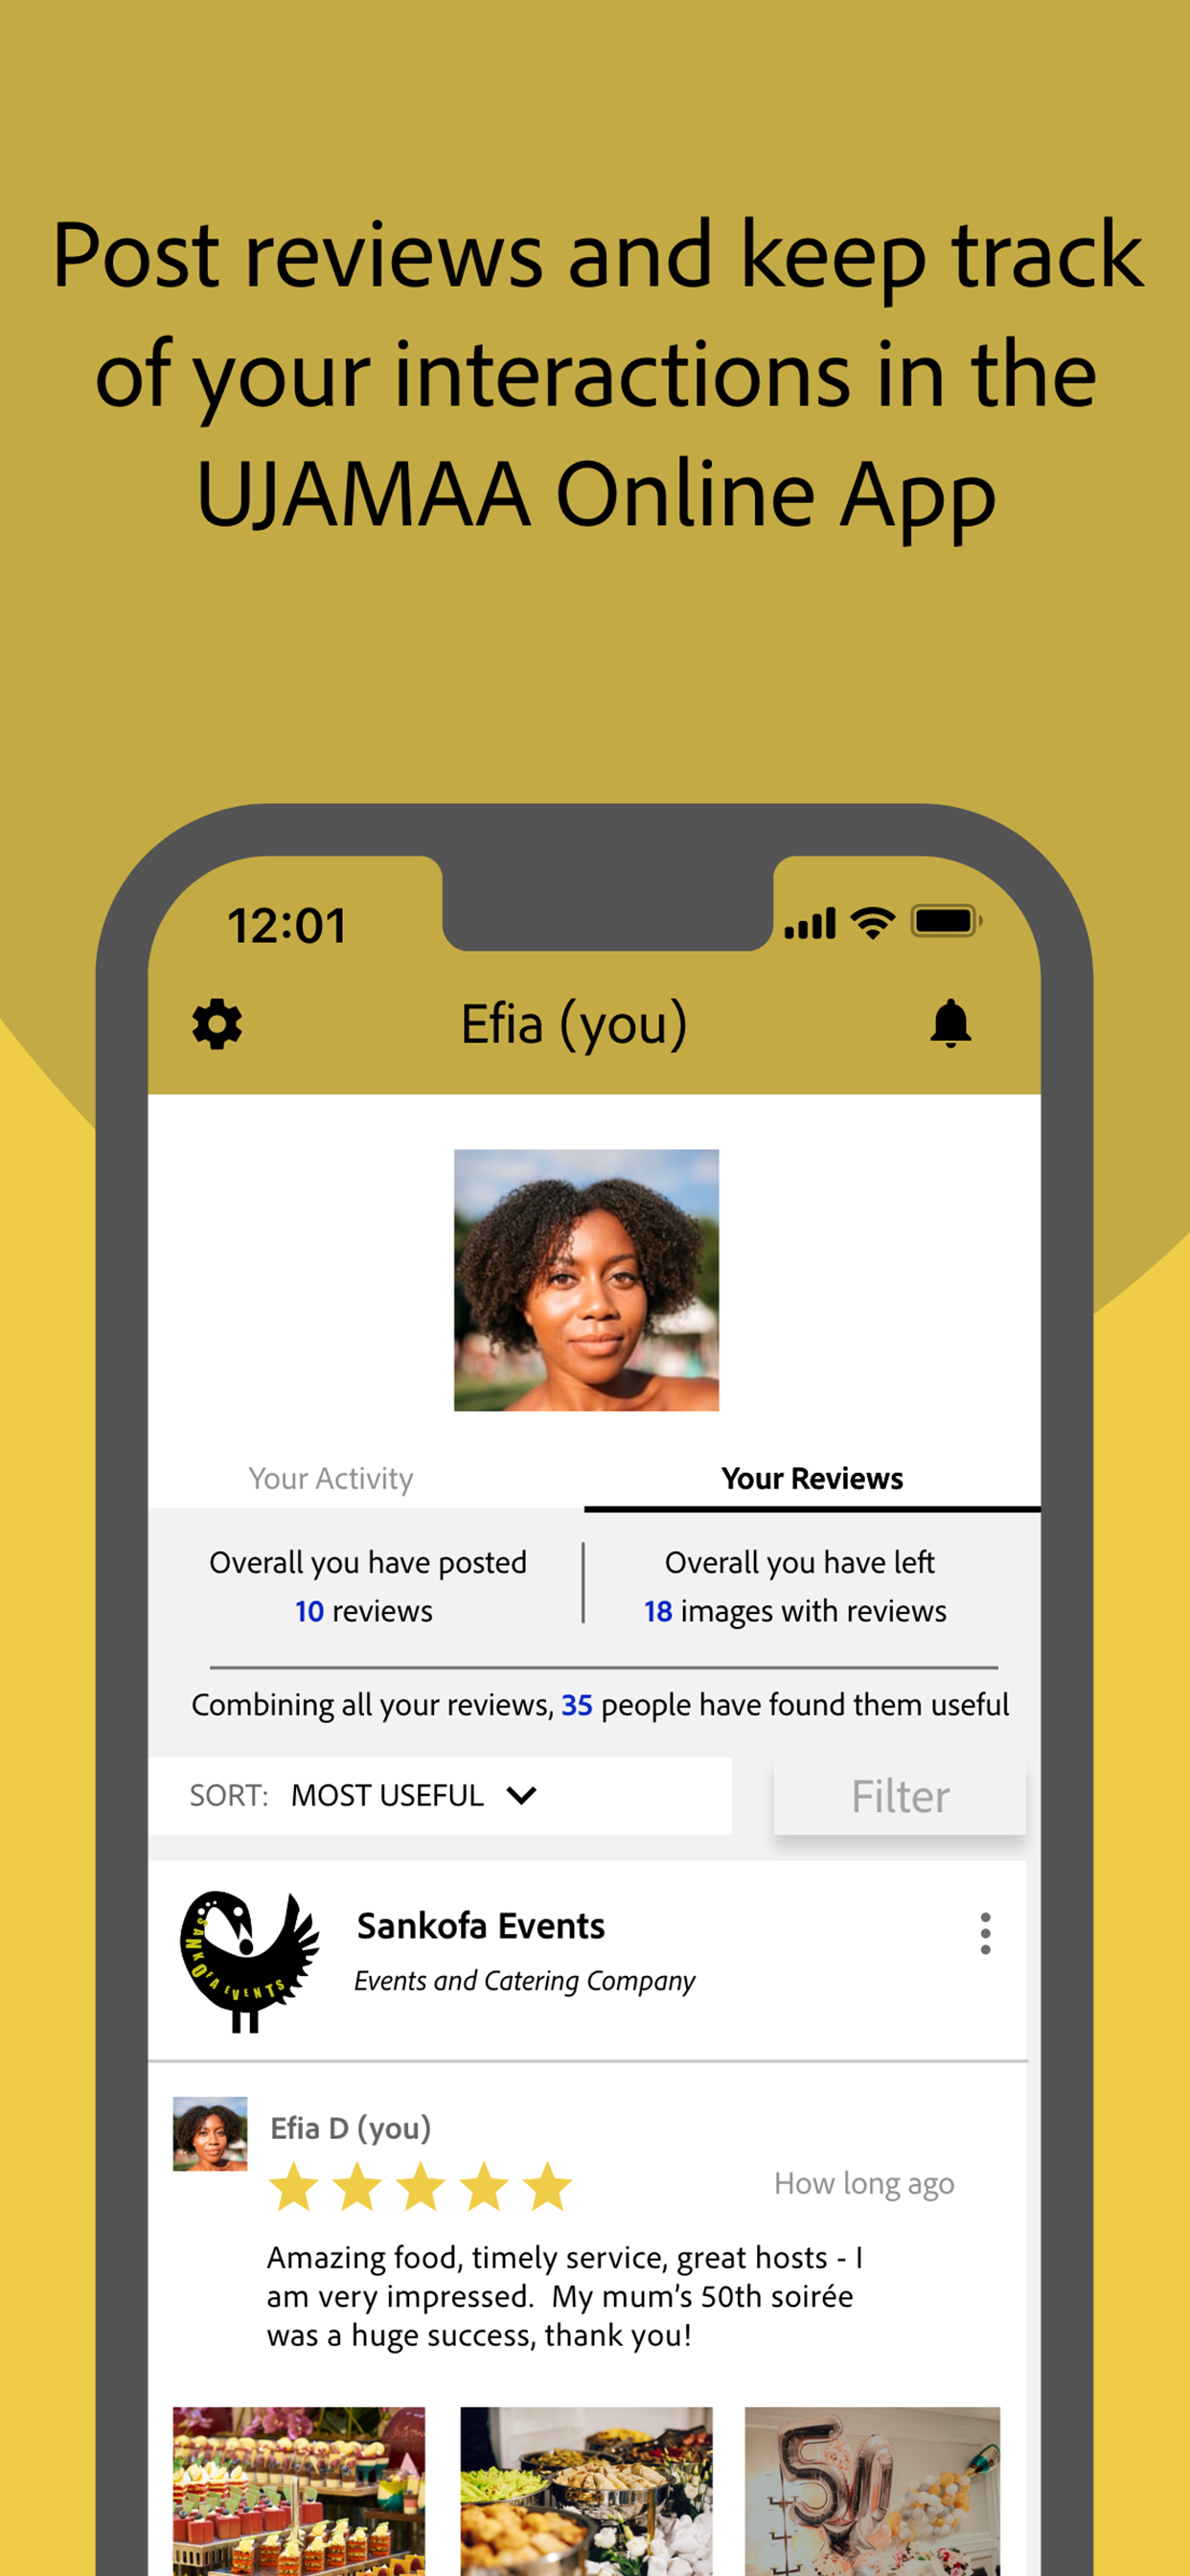 Post reviews and keep track
of your interactions in the
UJAMAA Online App
12:01
Efia (you)
Your Activity
Your Reviews
Overall you have posted
10 reviews
Overall you have left
18 images with reviews
Combining all your reviews, 35 people have found them useful
SORT: MOST USEFUL
Filter
SANKOFA EVENTS
Sankofa Events
Events and Catering Company
Efia D (you)
How long ago
Amazing food, timely service, great hosts - I
am very impressed.  My mum’s 50th soirée
was a huge success, thank you!
50